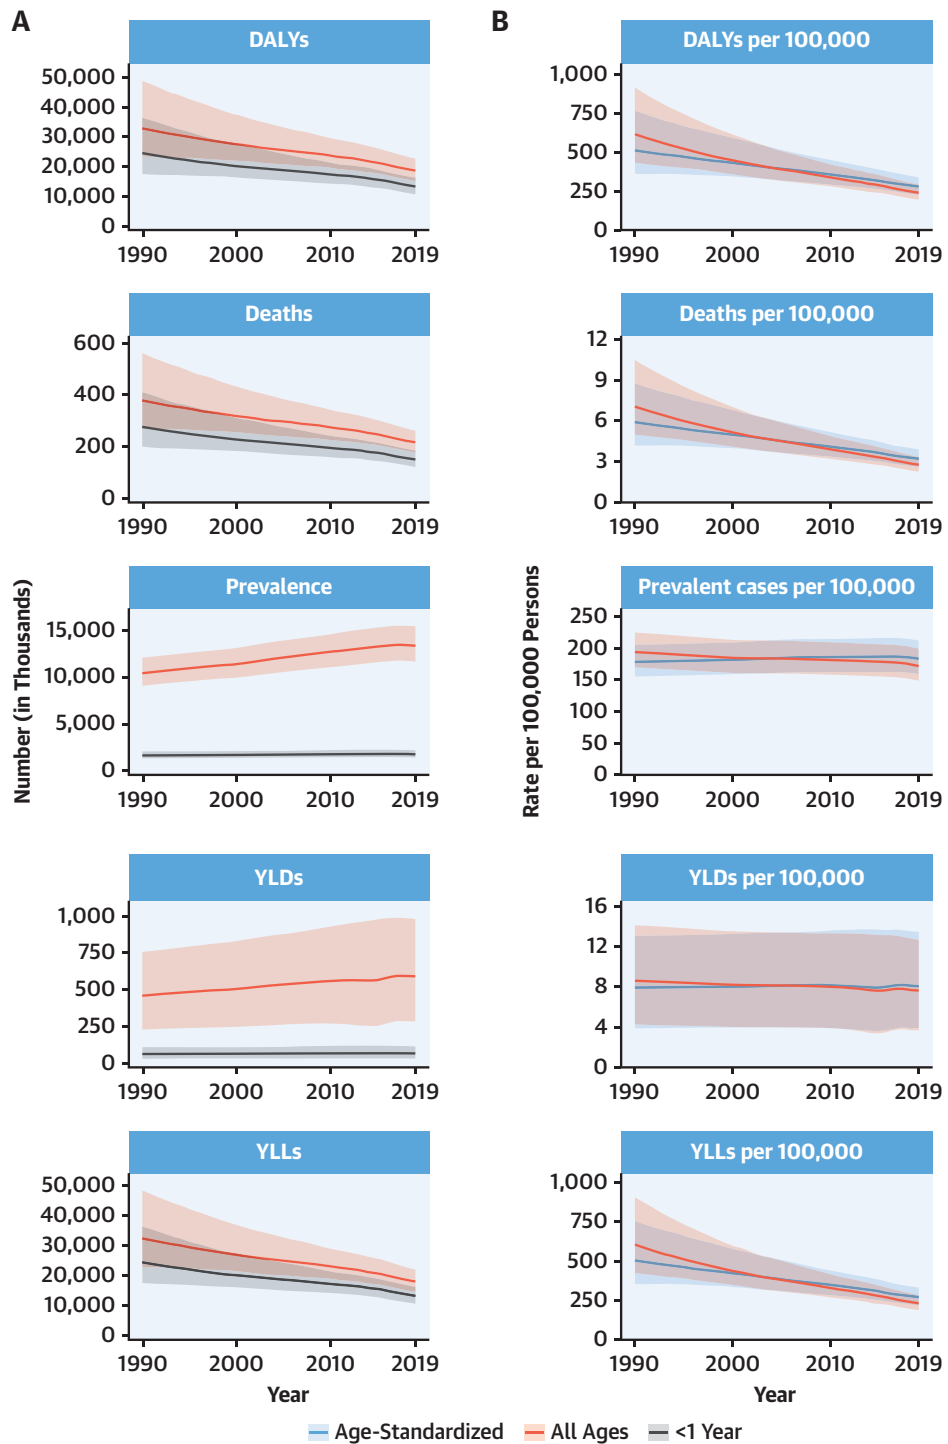 A
DALYs
50,000
40,000
30,000
20,000
10,000
0
1990 2000 2010 2019
Deaths
600
400
200
0
1990 2000 2010 2019
Number (in Thousands)
Prevalence
15,000
10,000
5,000
0
1990 2000 2010 2019
YLDs
1,000
750
500
250
0
1990 2000 2010 2019
YLLs
50,000
40,000
30,000
20,000
10,000
0
1990 2000 2010 2019
Year
B
DALYs per 100,000
1,000
750
500
250
0
1990 2000 2010 2019
Deaths per 100,000
12
9
6
3
0
1990 2000 2010 2019
Rate per 100,000 Persons
Prevalent cases per 100,000
250
200
150
100
50
0
1990 2000 2010 2019
YLDs per 100,000
16
12
8
4
0
1990 2000 2010 2019
YLLs per 100,000
1,000
750
500
250
0
1990 2000 2010 2019
Year
Age-Standardized All Ages <1 Year